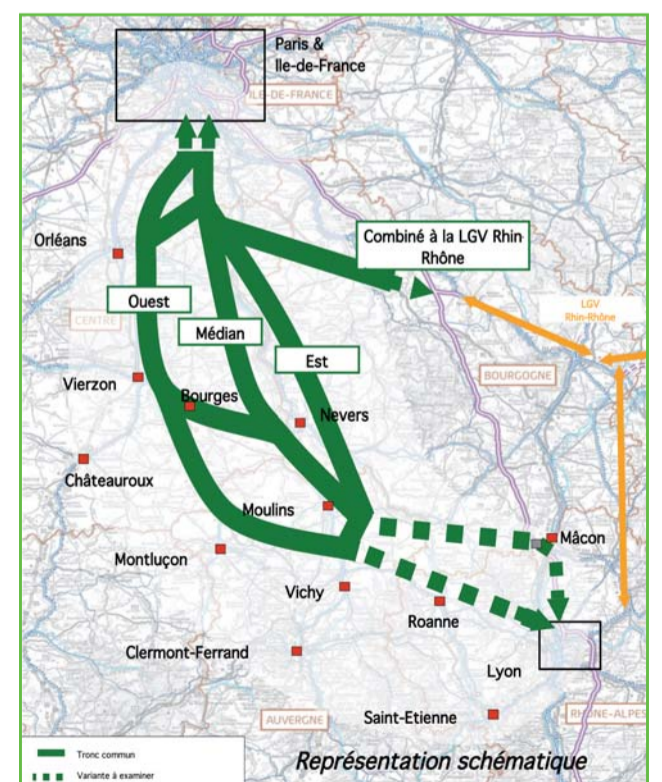 Paris &
Ile-de-France
ILE-DE-FRANCE
Orléans
Combiné à la LGV Rhin
Rhône
Ouest
LGV
Rhin-Rhône
CENTRE
Médian
Est
Vierzon
BOURGOGNE
Bourges
Nevers
Châteauroux
Moulins
Mâcon
Montluçon
Vichy
Roanne
Clermont-Ferrand
Lyon
AUVERGNE
Saint-Etienne
RHÔNE-ALPES
Tronc commun
Variante à examiner
Représentation schématique